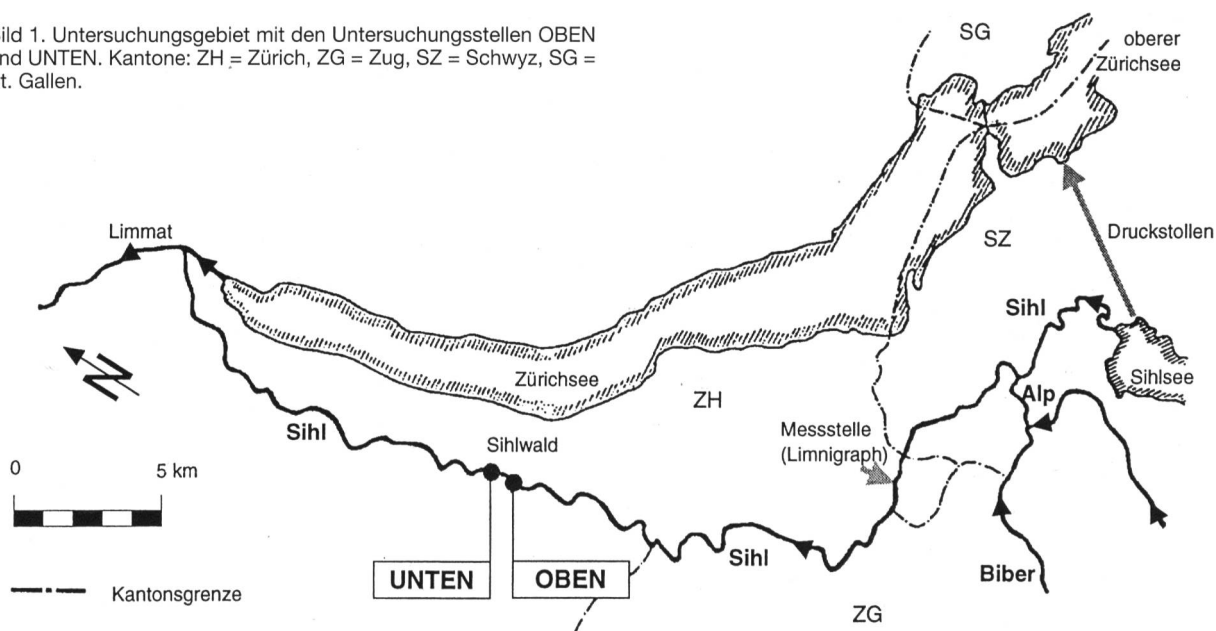 ild 1. Untersuchungsgebiet mit den Untersuchungsstellen OBEN
nd UNTEN. Kantone: ZH = Zürich, ZG = Zug, SZ = Schwyz, SG =
t. Gallen.
SG
oberer
Zürichsee
Limmat
SZ
Druckstollen
N
Sihl
Zürichsee
Sihlsee
ZH
Alp
Sihl
Messstelle
(Limnigraph)
Sihlwald
0 5 km
Sihl
UNTEN
OBEN
Biber
Kantonsgrenze
ZG